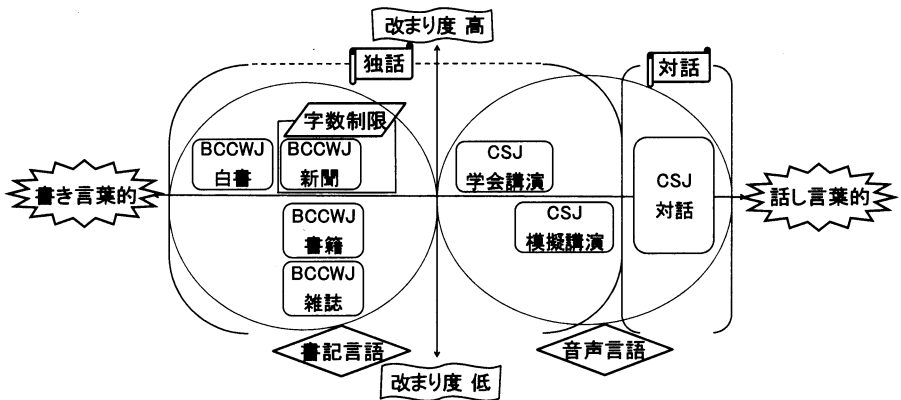 改まり度 高
独話
対話
字数制限
BCCWJ
白書
BCCWJ
新聞
CSJ
学会講演
CSJ
対話
書き言葉的
話し言葉的
BCCWJ
書籍
CSJ
模擬講演
BCCWJ
雑誌
書記言語
音声言語
改まり度 低